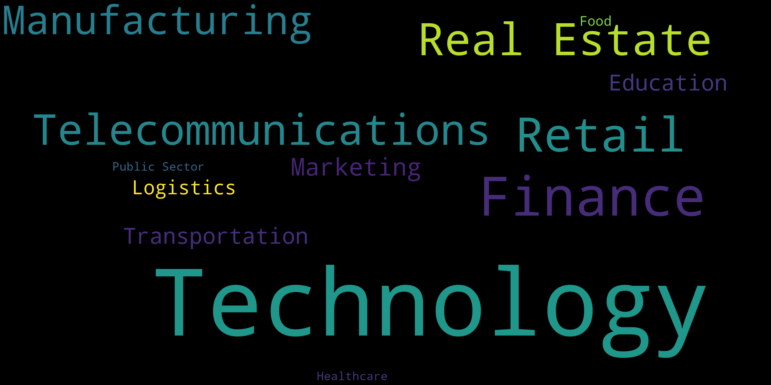 Manufacturing
Food
Real Estate
Education
Telecommunications
Retail
Public Sector
Marketing
Logistics
Finance
Transportation
Technology
Healthcare